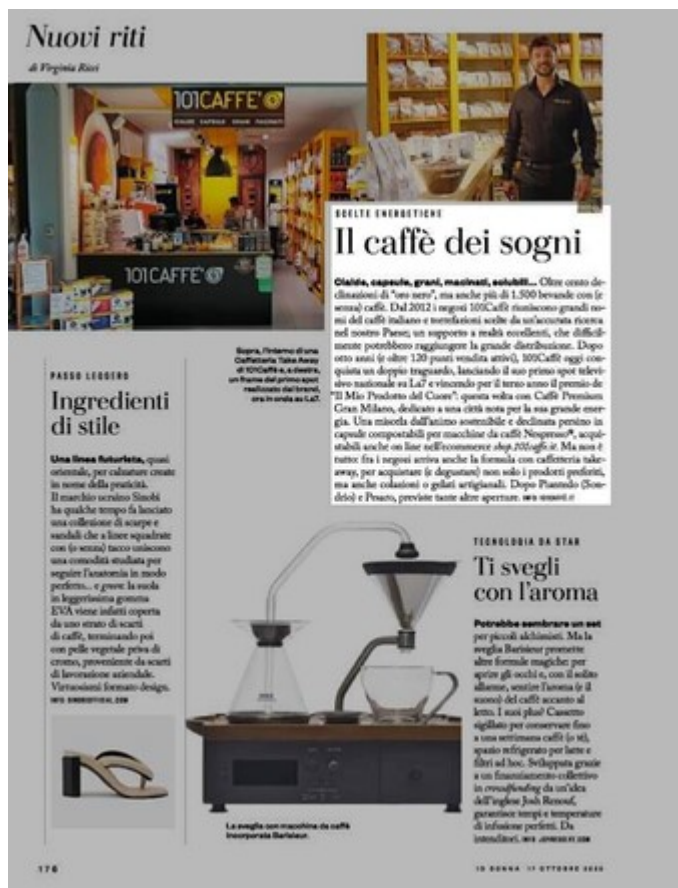 Nuovi riti
di Virginia Ricci
101CAFFE'
CIALDE CAPSULE GRANI MACINATI
101CAFFE'
SCELTE ENERGETICHE
Il caffè dei sogni
Cialde, capsule, grani, macinati, solubili... Oltre cento de-
clinazioni di "oro nero", ma anche più di 1.500 bevande con (e
senza) caffè. Dal 2012 i negozi 101Caffè riuniscono grandi no-
mi del caffè italiano e torrefazioni scelte da un'accurata ricerca
nel nostro Paese; un supporto a realtà eccellenti, che difficil-
mente potrebbero raggiungere la grande distribuzione. Dopo
otto anni (e oltre 120 punti vendita attivi), 101Caffè oggi con-
quista un doppio traguardo, lanciando il suo primo spot televi-
sivo nazionale su La7 e vincendo per il terzo anno il premio de
"Il Mio Prodotto del Cuore": questa volta con Caffè Premium
Gran Milano, dedicato a una città nota per la sua grande ener-
gia. Una miscela dall'animo sostenibile e declinata persino in
capsule compostabili per macchine da caffè Nespresso®, acqui-
stabili anche on line nell'ecommerce shop.101caffe.it. Ma non è
tutto: fra i negozi arriva anche la formula con caffetteria take-
away, per acquistare (e degustare) non solo i prodotti preferiti,
ma anche colazioni o gelati artigianali. Dopo Piantedo (Son-
drio) e Pesaro, previste tante altre aperture. INFO 101CAFFE.IT
Sopra, l'interno di una
Caffetteria Take Away
di 101Caffè e, a destra,
un frame del primo spot
realizzato dal brand,
ora in onda su La7.
PASSO LEGGERO
Ingredienti
di stile
Una linea futurista, quasi
orientale, per calzature create
in nome della praticità.
Il marchio ucraino Sinobi
ha qualche tempo fa lanciato
una collezione di scarpe e
sandali che a linee squadrate
con (o senza) tacco uniscono
una comodità studiata per
seguire l'anatomia in modo
perfetto... e green: la suola
in leggerissima gomma
EVA viene infatti coperta
da uno strato di scarti
di caffè, terminando poi
con pelle vegetale priva di
cromo, proveniente da scarti
di lavorazione aziendale.
Virtuosismi formato design.
INFO SINOBIOFFICIAL.COM
TECNOLOGIA DA STAR
Ti svegli
con l'aroma
Potrebbe sembrare un set
per piccoli alchimisti. Ma la
sveglia Barisieur promette
altre formule magiche: per
aprire gli occhi e, con il solito
allarme, sentire l'aroma (e il
suono) del caffè accanto al
letto. I suoi plus? Cassetto
sigillato per conservare fino
a una settimana caffè (o tè),
spazio refrigerato per latte e
filtri ad hoc. Sviluppata grazie
a un finanziamento collettivo
in crowdfunding da un'idea
dell'inglese Josh Renouf,
garantisce tempi e temperature
di infusione perfetti. Da
intenditori. INFO JOYRESOLVE.COM
La sveglia con macchina da caffè
incorporata Barisieur.
176
IO DONNA 17 OTTOBRE 2020